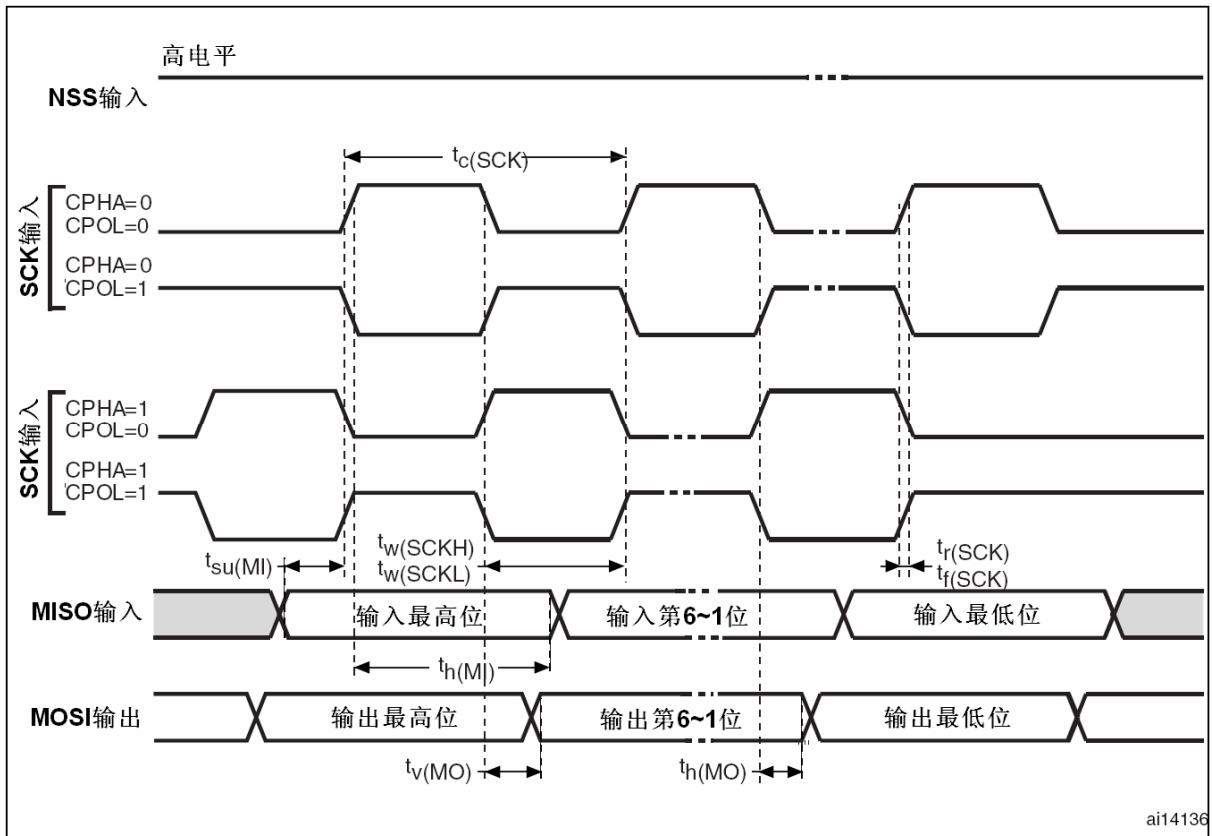 高电平
NSS输入
tc(SCK)
SCK输入
CPHA=0
CPOL=0
CPHA=0
'CPOL=1
SCK输入
CPHA=1
CPOL=0
CPHA=1
'CPOL=1
tsu(MI)
tw(SCKH)
tw(SCKL)
tr(SCK)
tf(SCK)
MISO输入
输入最高位
输入第6~1位
输入最低位
th(MI)
MOSI输出
输出最高位
输出第6~1位
输出最低位
tv(MO)
th(MO)
ai14136